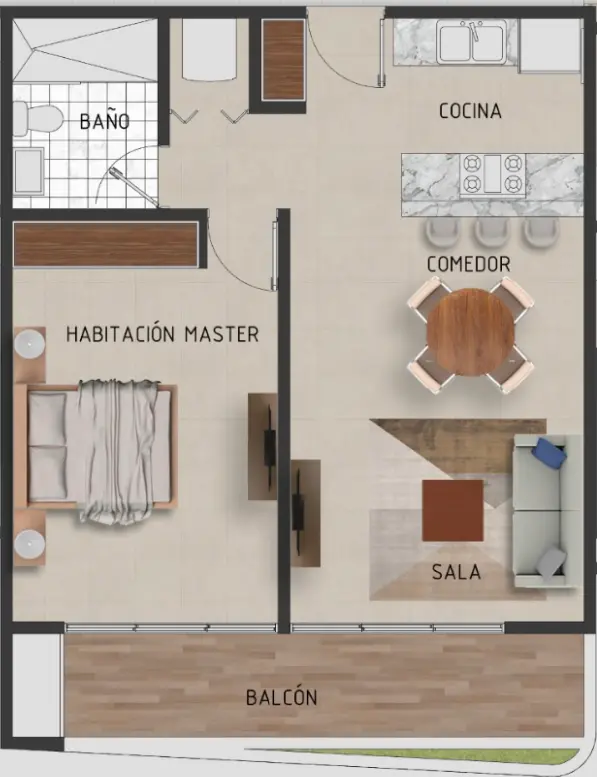 BAÑO
COCINA
COMEDOR
HABITACIÓN MASTER
SALA
BALCÓN